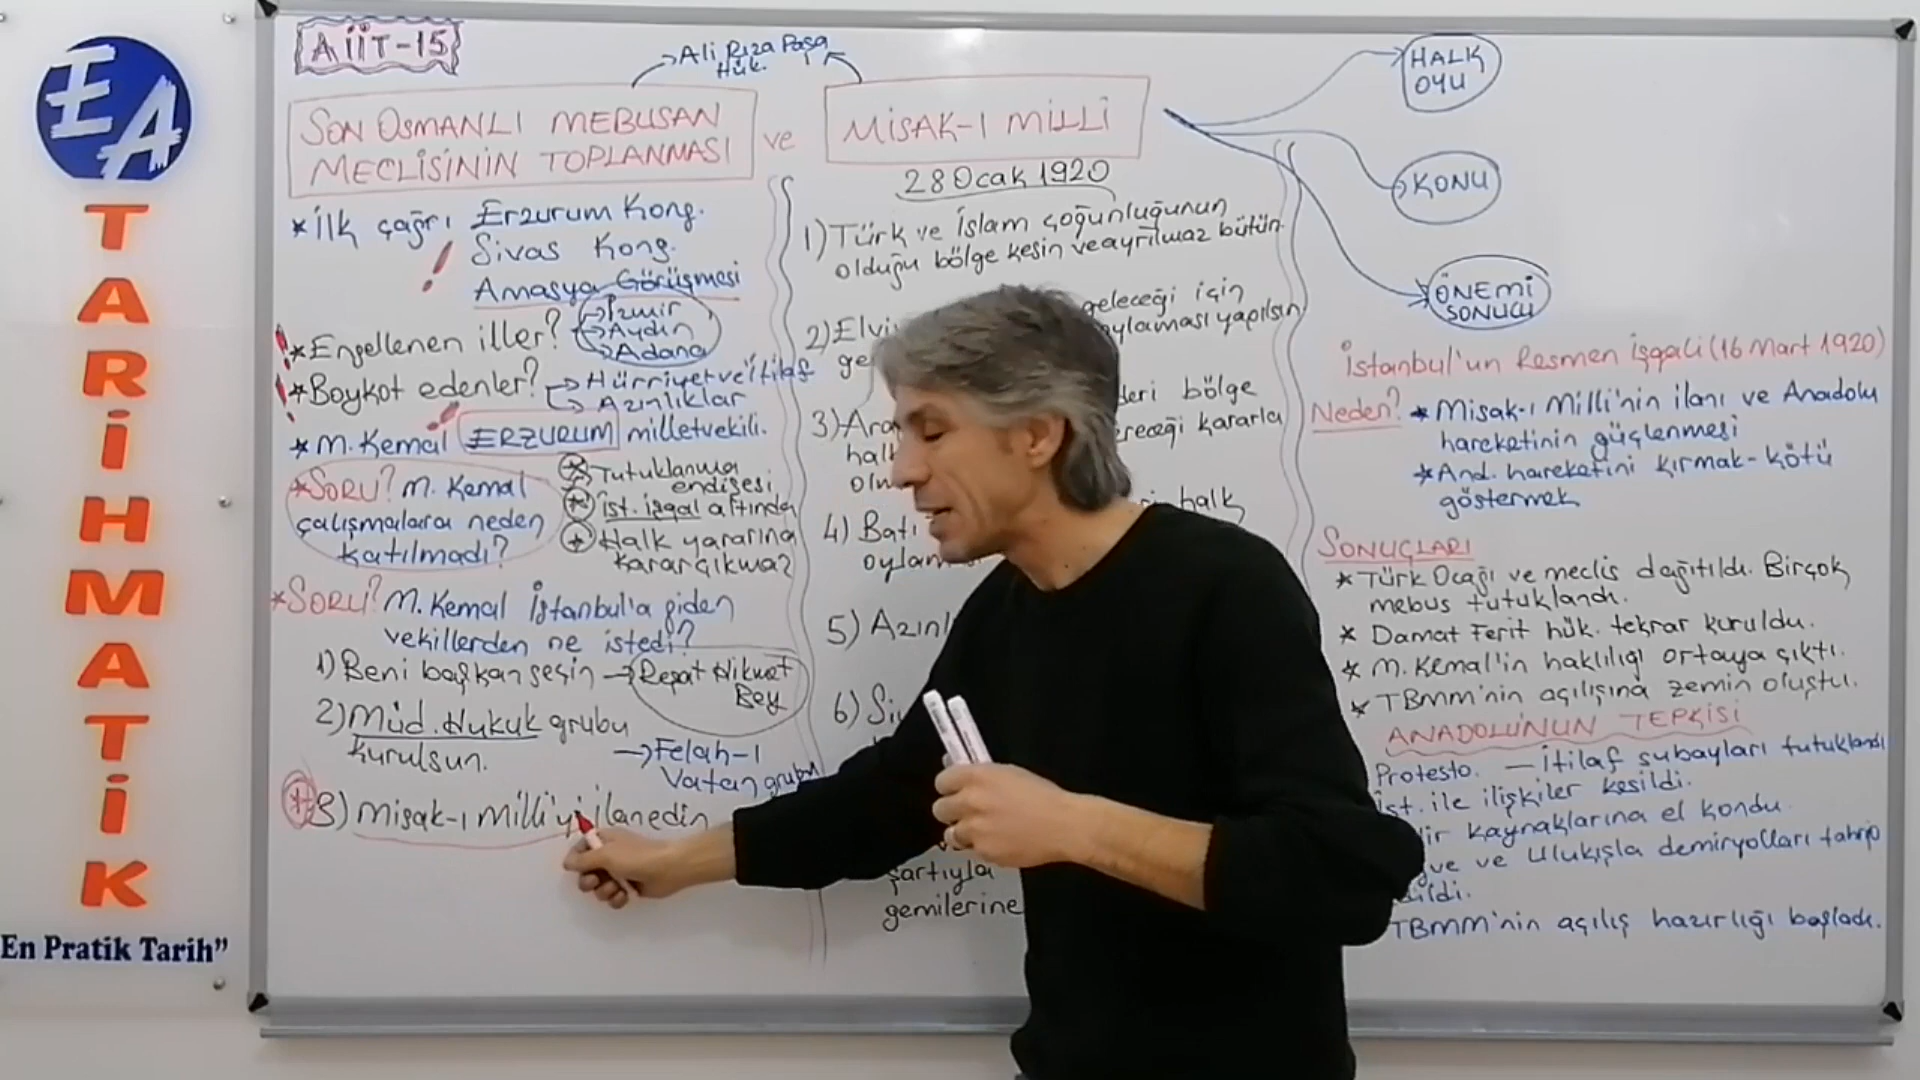 EA
TARİHMATİK
En Pratik Tarih”
AİİT-15
Ali Rıza Paşa
Hük.
SON OSMANLI MEBUSAN
MECLİSİNİN TOPLANMASI
ve
MİSAK-I MİLLİ
28 Ocak 1920
* İlk çağrı Erzurum Kong.
! Sivas Kong.
Amasya Görüşmesi
! * Engellenen iller? → İzmir
→ Aydın
→ Adana
! * Boykot edenler? → Hürriyet ve İtilaf
→ Azınlıklar
* M. Kemal ! ERZURUM milletvekili.
* SORU? M. Kemal
çalışmalara neden
katılmadı?
* Tutuklanma
endişesi
* İst. işgal altında
* Halk yararına
karar çıkmaz
* SORU? M. Kemal İstanbul'a giden
vekillerden ne istedi?
1) Beni başkan seçin → Reşat Hikmet
Bey
2) Müd. Hukuk grubu
kurulsun.
→ Felah-ı
Vatan grubu
* 3) Misak-ı Milli'yi ilan edin
1) Türk ve İslam çoğunluğunun
olduğu bölge kesin ve ayrılmaz bütün.
2) Elvi
geleceği için
ge
oylaması yapılsın.
3) Ara
leri bölge
halk
vereceği kararla
olm
4) Batı
halk
oylam
5) Azınl
6) Si
şartıyla
gemilerine
HALK
OYU
KONU
ÖNEMİ
SONUCU
İstanbul'un Resmen İşgali (16 Mart 1920)
Neden? * Misak-ı Milli'nin ilanı ve Anadolu
hareketinin güçlenmesi
* And. hareketini kırmak - kötü
göstermek
SONUÇLARI
* Türk Ocağı ve meclis dağıtıldı. Birçok
mebus tutuklandı.
* Damat Ferit hük. tekrar kuruldu.
* M. Kemal'in haklılığı ortaya çıktı.
* TBMM'nin açılışına zemin oluştu.
ANADOLU'NUN TEPKİSİ
Protesto. — İtilaf subayları tutuklandı
İst. ile ilişkiler kesildi.
lir kaynaklarına el kondu.
ve Ulukışla demiryolları tahrip
ildi.
TBMM'nin açılış hazırlığı başladı.